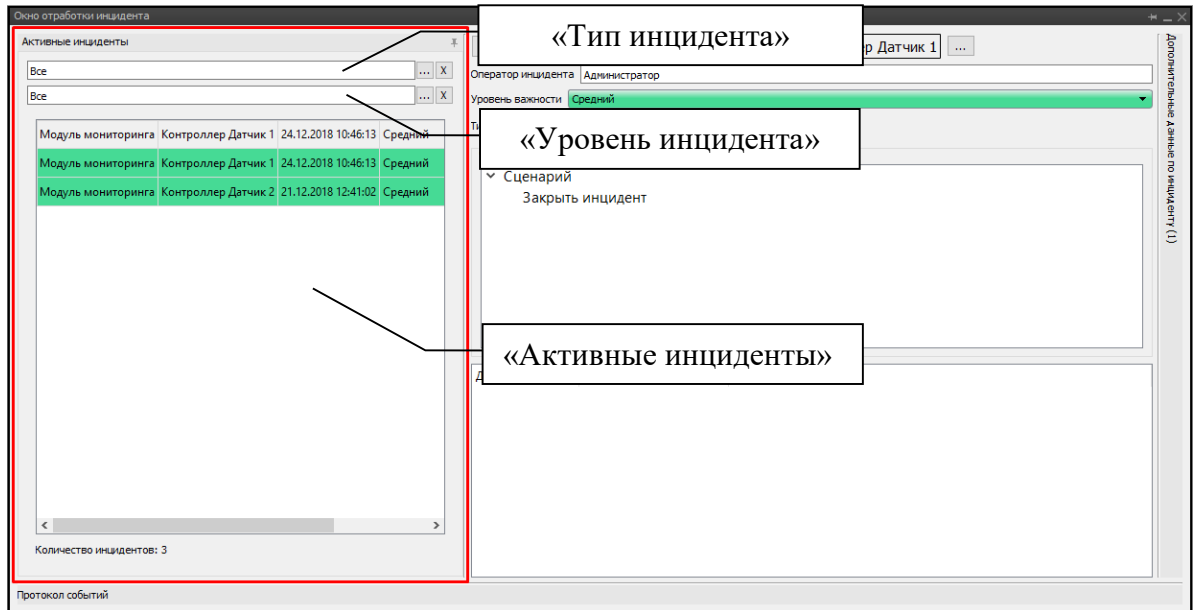 Окно отработки инцидента
Активные инциденты
Все ... X
Все ... X
Модуль мониторинга Контроллер Датчик 1 24.12.2018 10:46:13 Средний
Модуль мониторинга Контроллер Датчик 1 24.12.2018 10:46:13 Средний
Модуль мониторинга Контроллер Датчик 2 21.12.2018 12:41:02 Средний
Количество инцидентов: 3
«Тип инцидента»
«Уровень инцидента»
«Активные инциденты»
Датчик 1 ...
Оператор инцидента Администратор
Уровень важности Средний
Сценарий
Закрыть инцидент
Дополнительные данные по инциденту (1)
Протокол событий